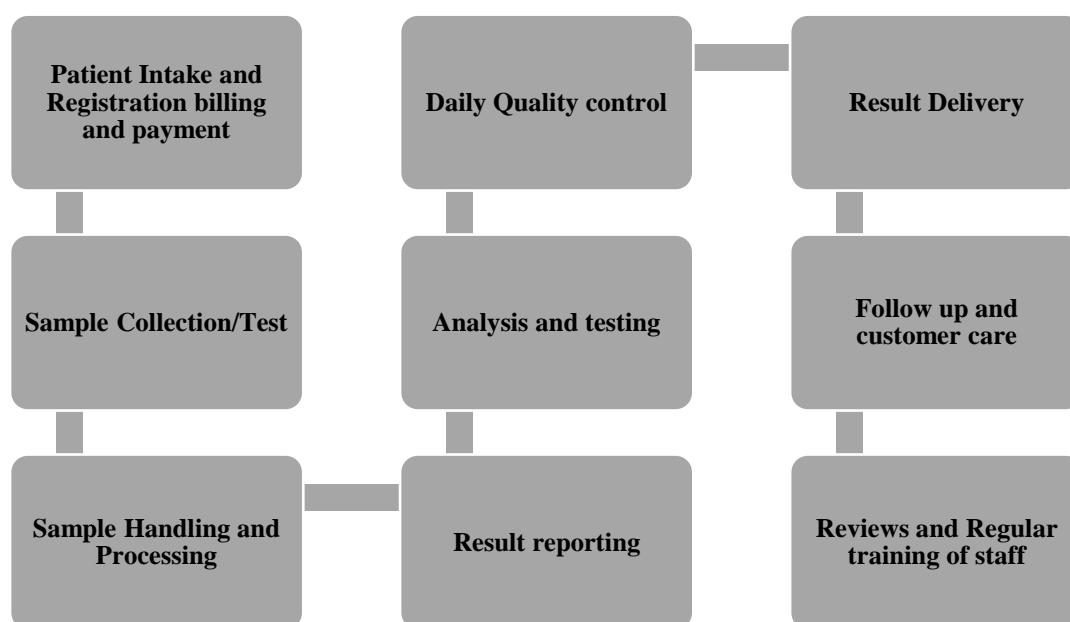 Patient Intake and
Registration billing
and payment
Sample Collection/Test
Sample Handling and
Processing
Result reporting
Analysis and testing
Daily Quality control
Result Delivery
Follow up and
customer care
Reviews and Regular
training of staff